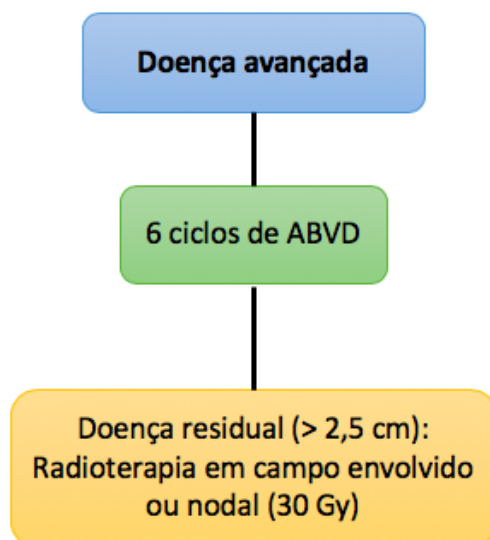 Doença avançada
6 ciclos de ABVD
Doença residual (> 2,5 cm):
Radioterapia em campo envolvido
ou nodal (30 Gy)